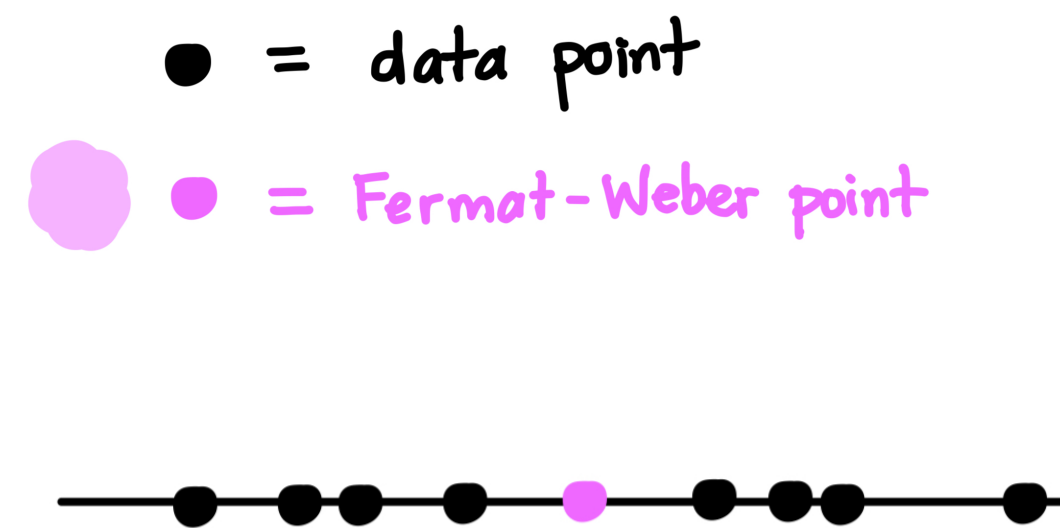 = data point
= Fermat-Weber point